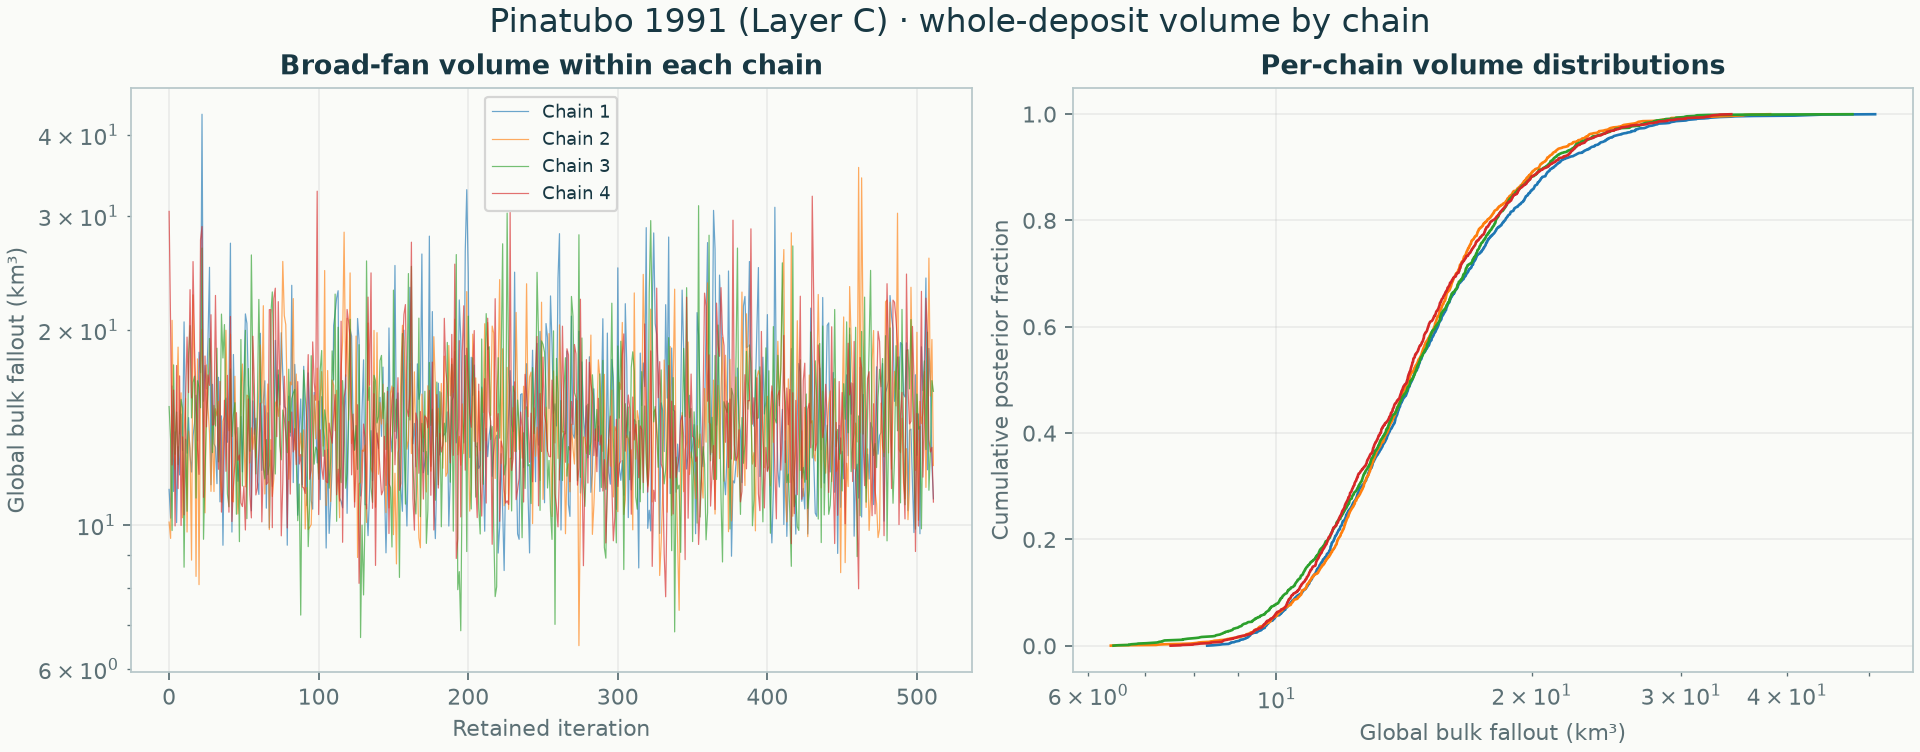 Pinatubo 1991 (Layer C) · whole-deposit volume by chain
Broad-fan volume within each chain
Global bulk fallout (km³)
4 × 10¹
3 × 10¹
2 × 10¹
10¹
6 × 10⁰
Chain 1
Chain 2
Chain 3
Chain 4
0 100 200 300 400 500
Retained iteration
Per-chain volume distributions
Cumulative posterior fraction
1.0
0.8
0.6
0.4
0.2
0.0
6 × 10⁰ 10¹ 2 × 10¹ 3 × 10¹ 4 × 10¹
Global bulk fallout (km³)